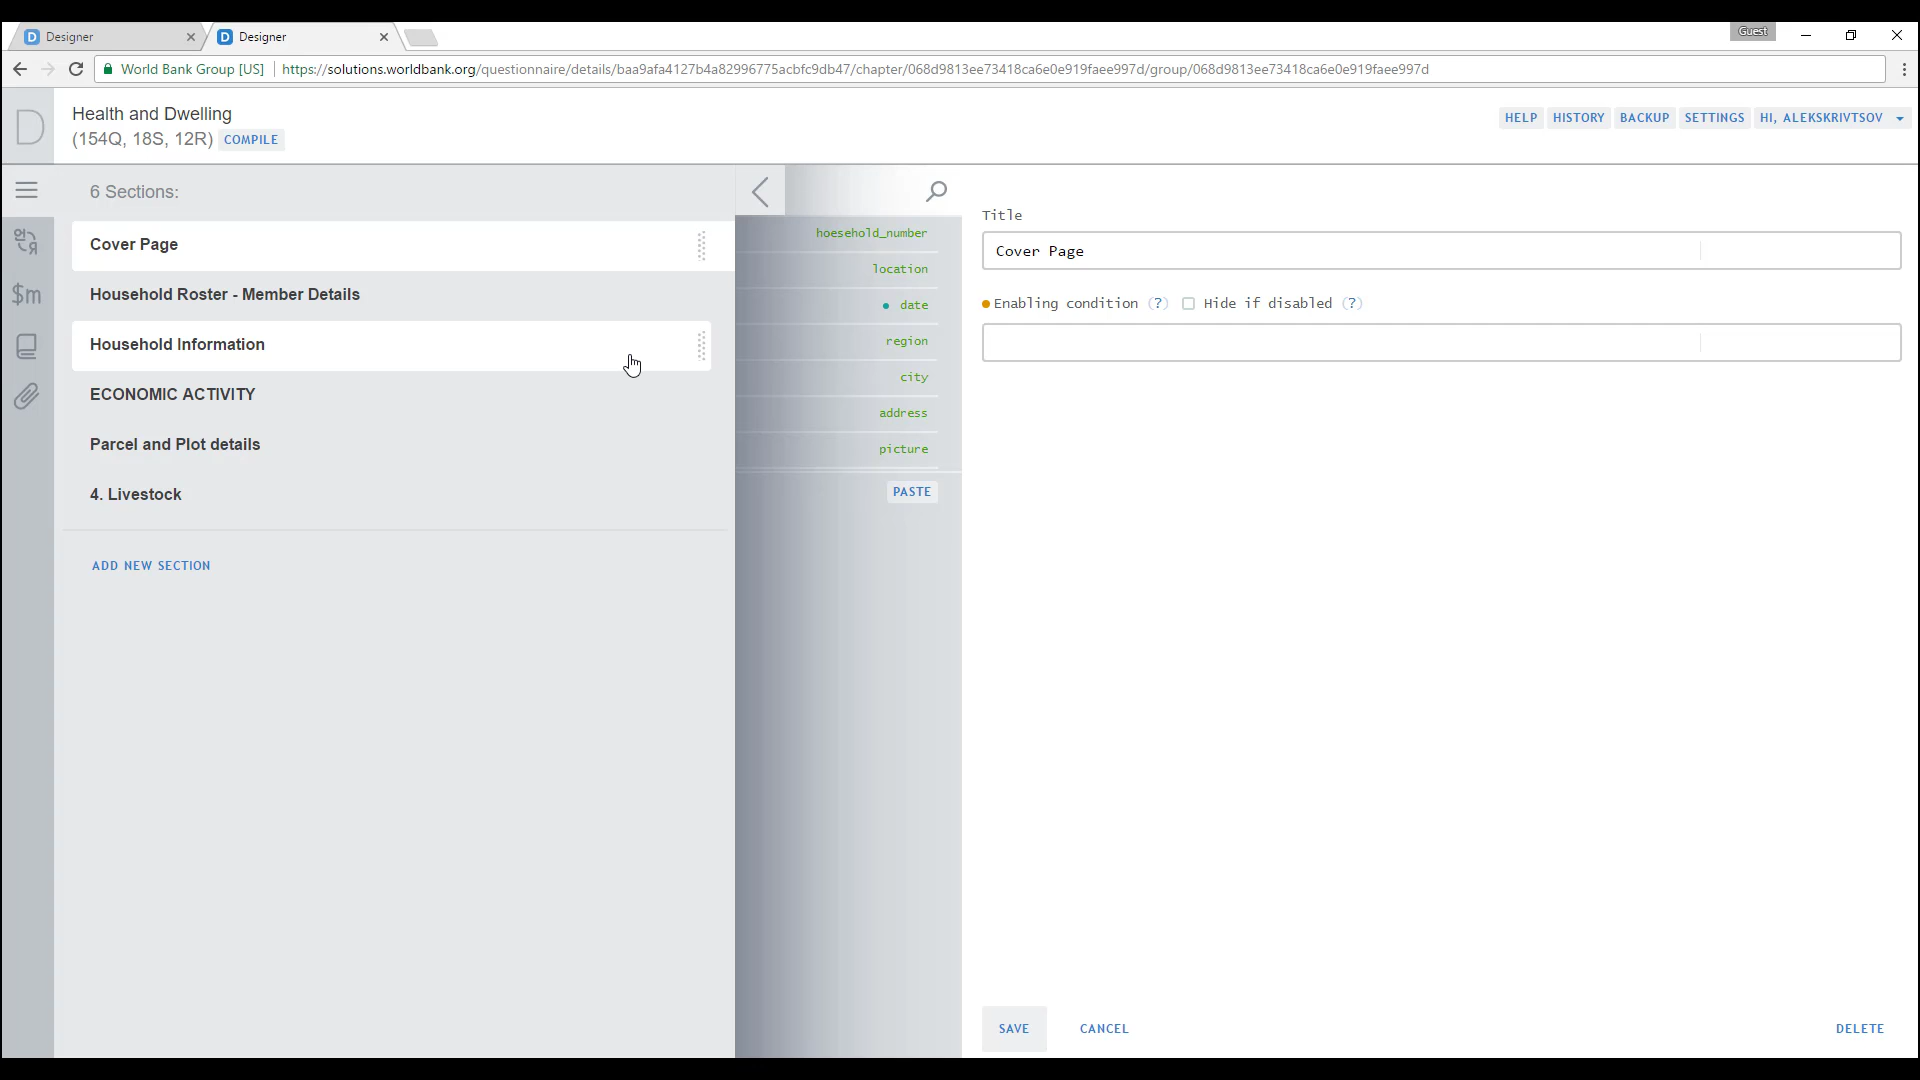 Designer
Designer
Guest
World Bank Group [US]
https://solutions.worldbank.org/questionnaire/details/baa9afa4127b4a82996775acbfc9db47/chapter/068d9813ee73418ca6e0e919faee997d/group/068d9813ee73418ca6e0e919faee997d
D
Health and Dwelling
(154Q, 18S, 12R) COMPILE
HELP HISTORY BACKUP SETTINGS HI, ALEKSKRIVTSOV
6 Sections:
Cover Page
Household Roster - Member Details
Household Information
ECONOMIC ACTIVITY
Parcel and Plot details
4. Livestock
ADD NEW SECTION
$m
hoesehold_number
location
date
region
city
address
picture
PASTE
Title
Cover Page
Enabling condition (?) Hide if disabled (?)
SAVE CANCEL DELETE